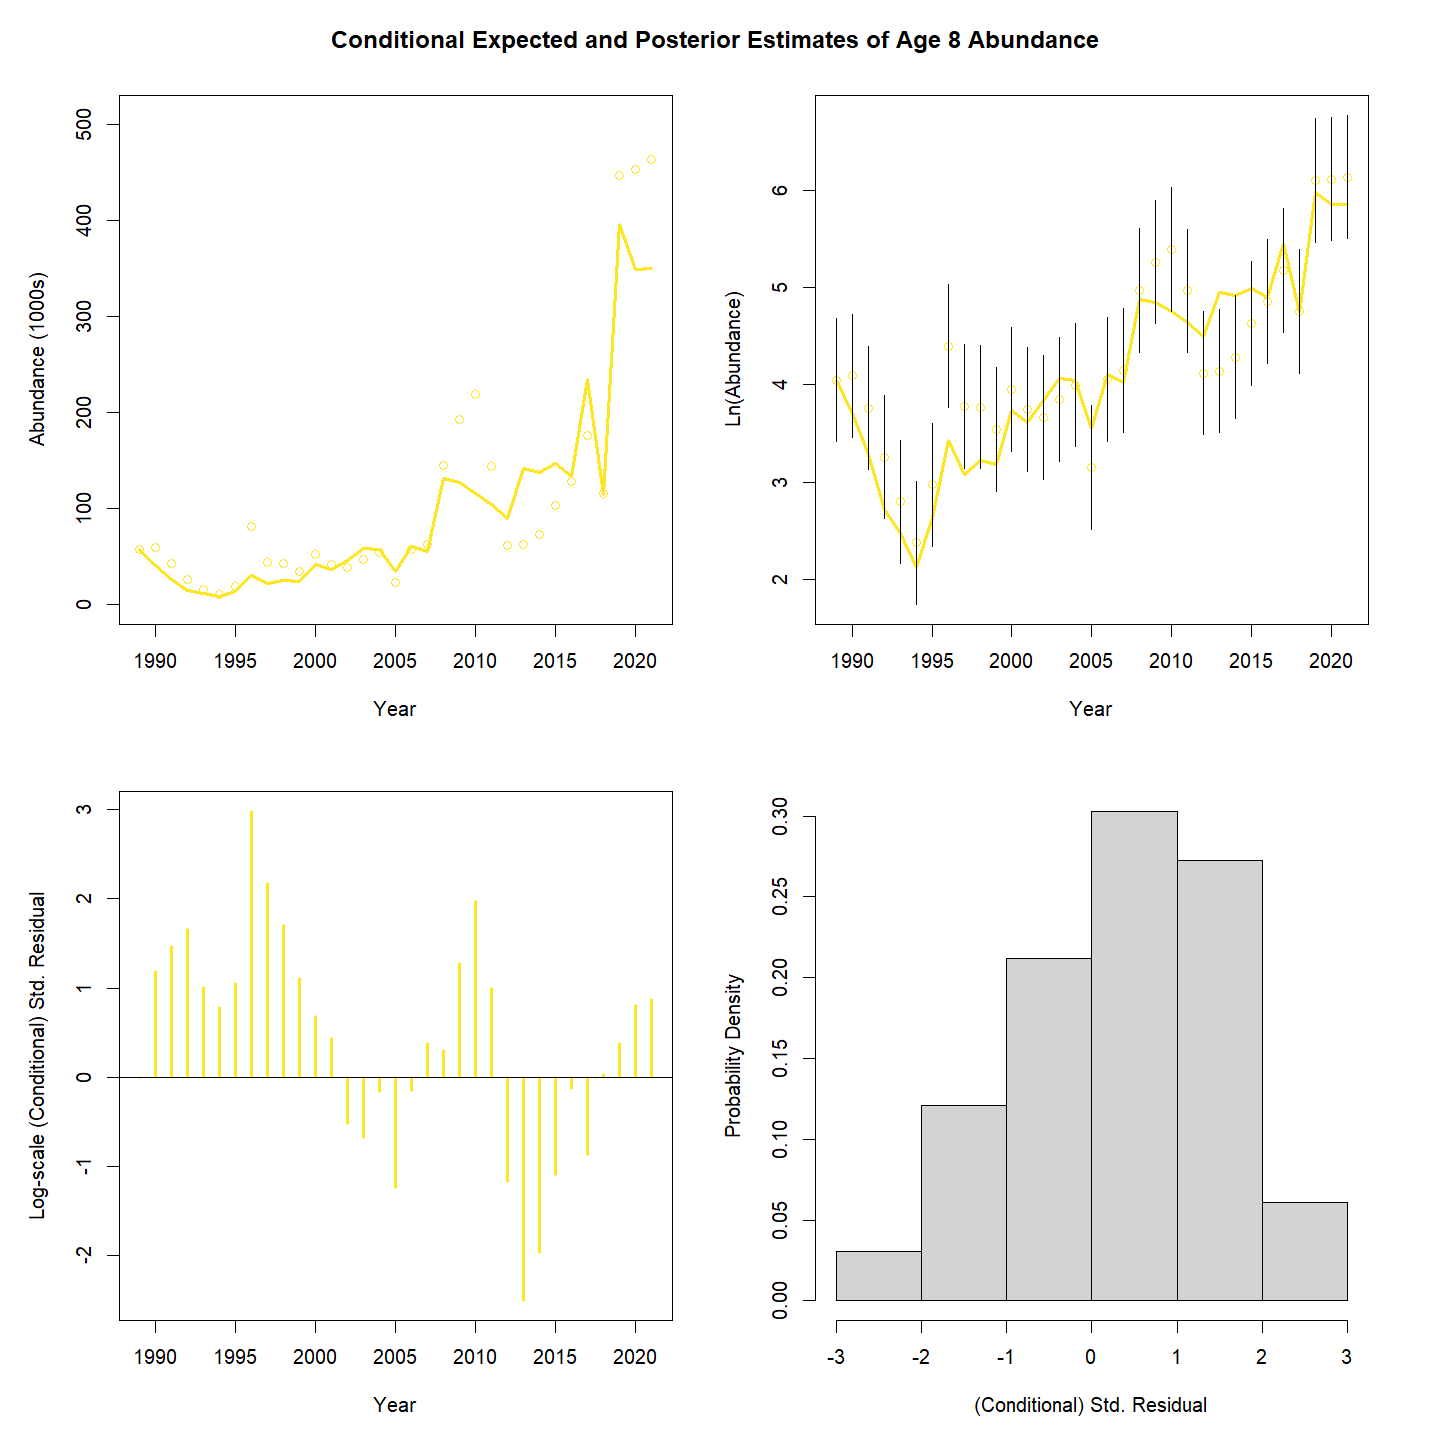 Conditional Expected and Posterior Estimates of Age 8 Abundance
Abundance (1000s)
500
400
300
200
100
0
1990 1995 2000 2005 2010 2015 2020
Year
Ln(Abundance)
6
5
4
3
2
1990 1995 2000 2005 2010 2015 2020
Year
Log-scale (Conditional) Std. Residual
3
2
1
0
-1
-2
1990 1995 2000 2005 2010 2015 2020
Year
Probability Density
0.30
0.25
0.20
0.15
0.10
0.05
0.00
-3 -2 -1 0 1 2 3
(Conditional) Std. Residual